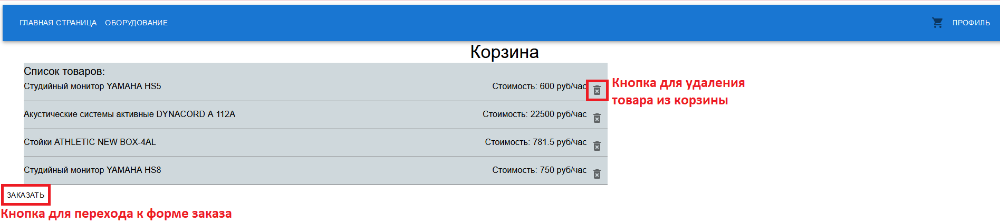 ГЛАВНАЯ СТРАНИЦА ОБОРУДОВАНИЕ ПРОФИЛЬ
Корзина
Список товаров:
Студийный монитор YAMAHA HS5 Стоимость: 600 руб/час
Кнопка для удаления
товара из корзины
Акустические системы активные DYNACORD A 112A Стоимость: 22500 руб/час
Стойки ATHLETIC NEW BOX-4AL Стоимость: 781.5 руб/час
Студийный монитор YAMAHA HS8 Стоимость: 750 руб/час
ЗАКАЗАТЬ
Кнопка для перехода к форме заказа